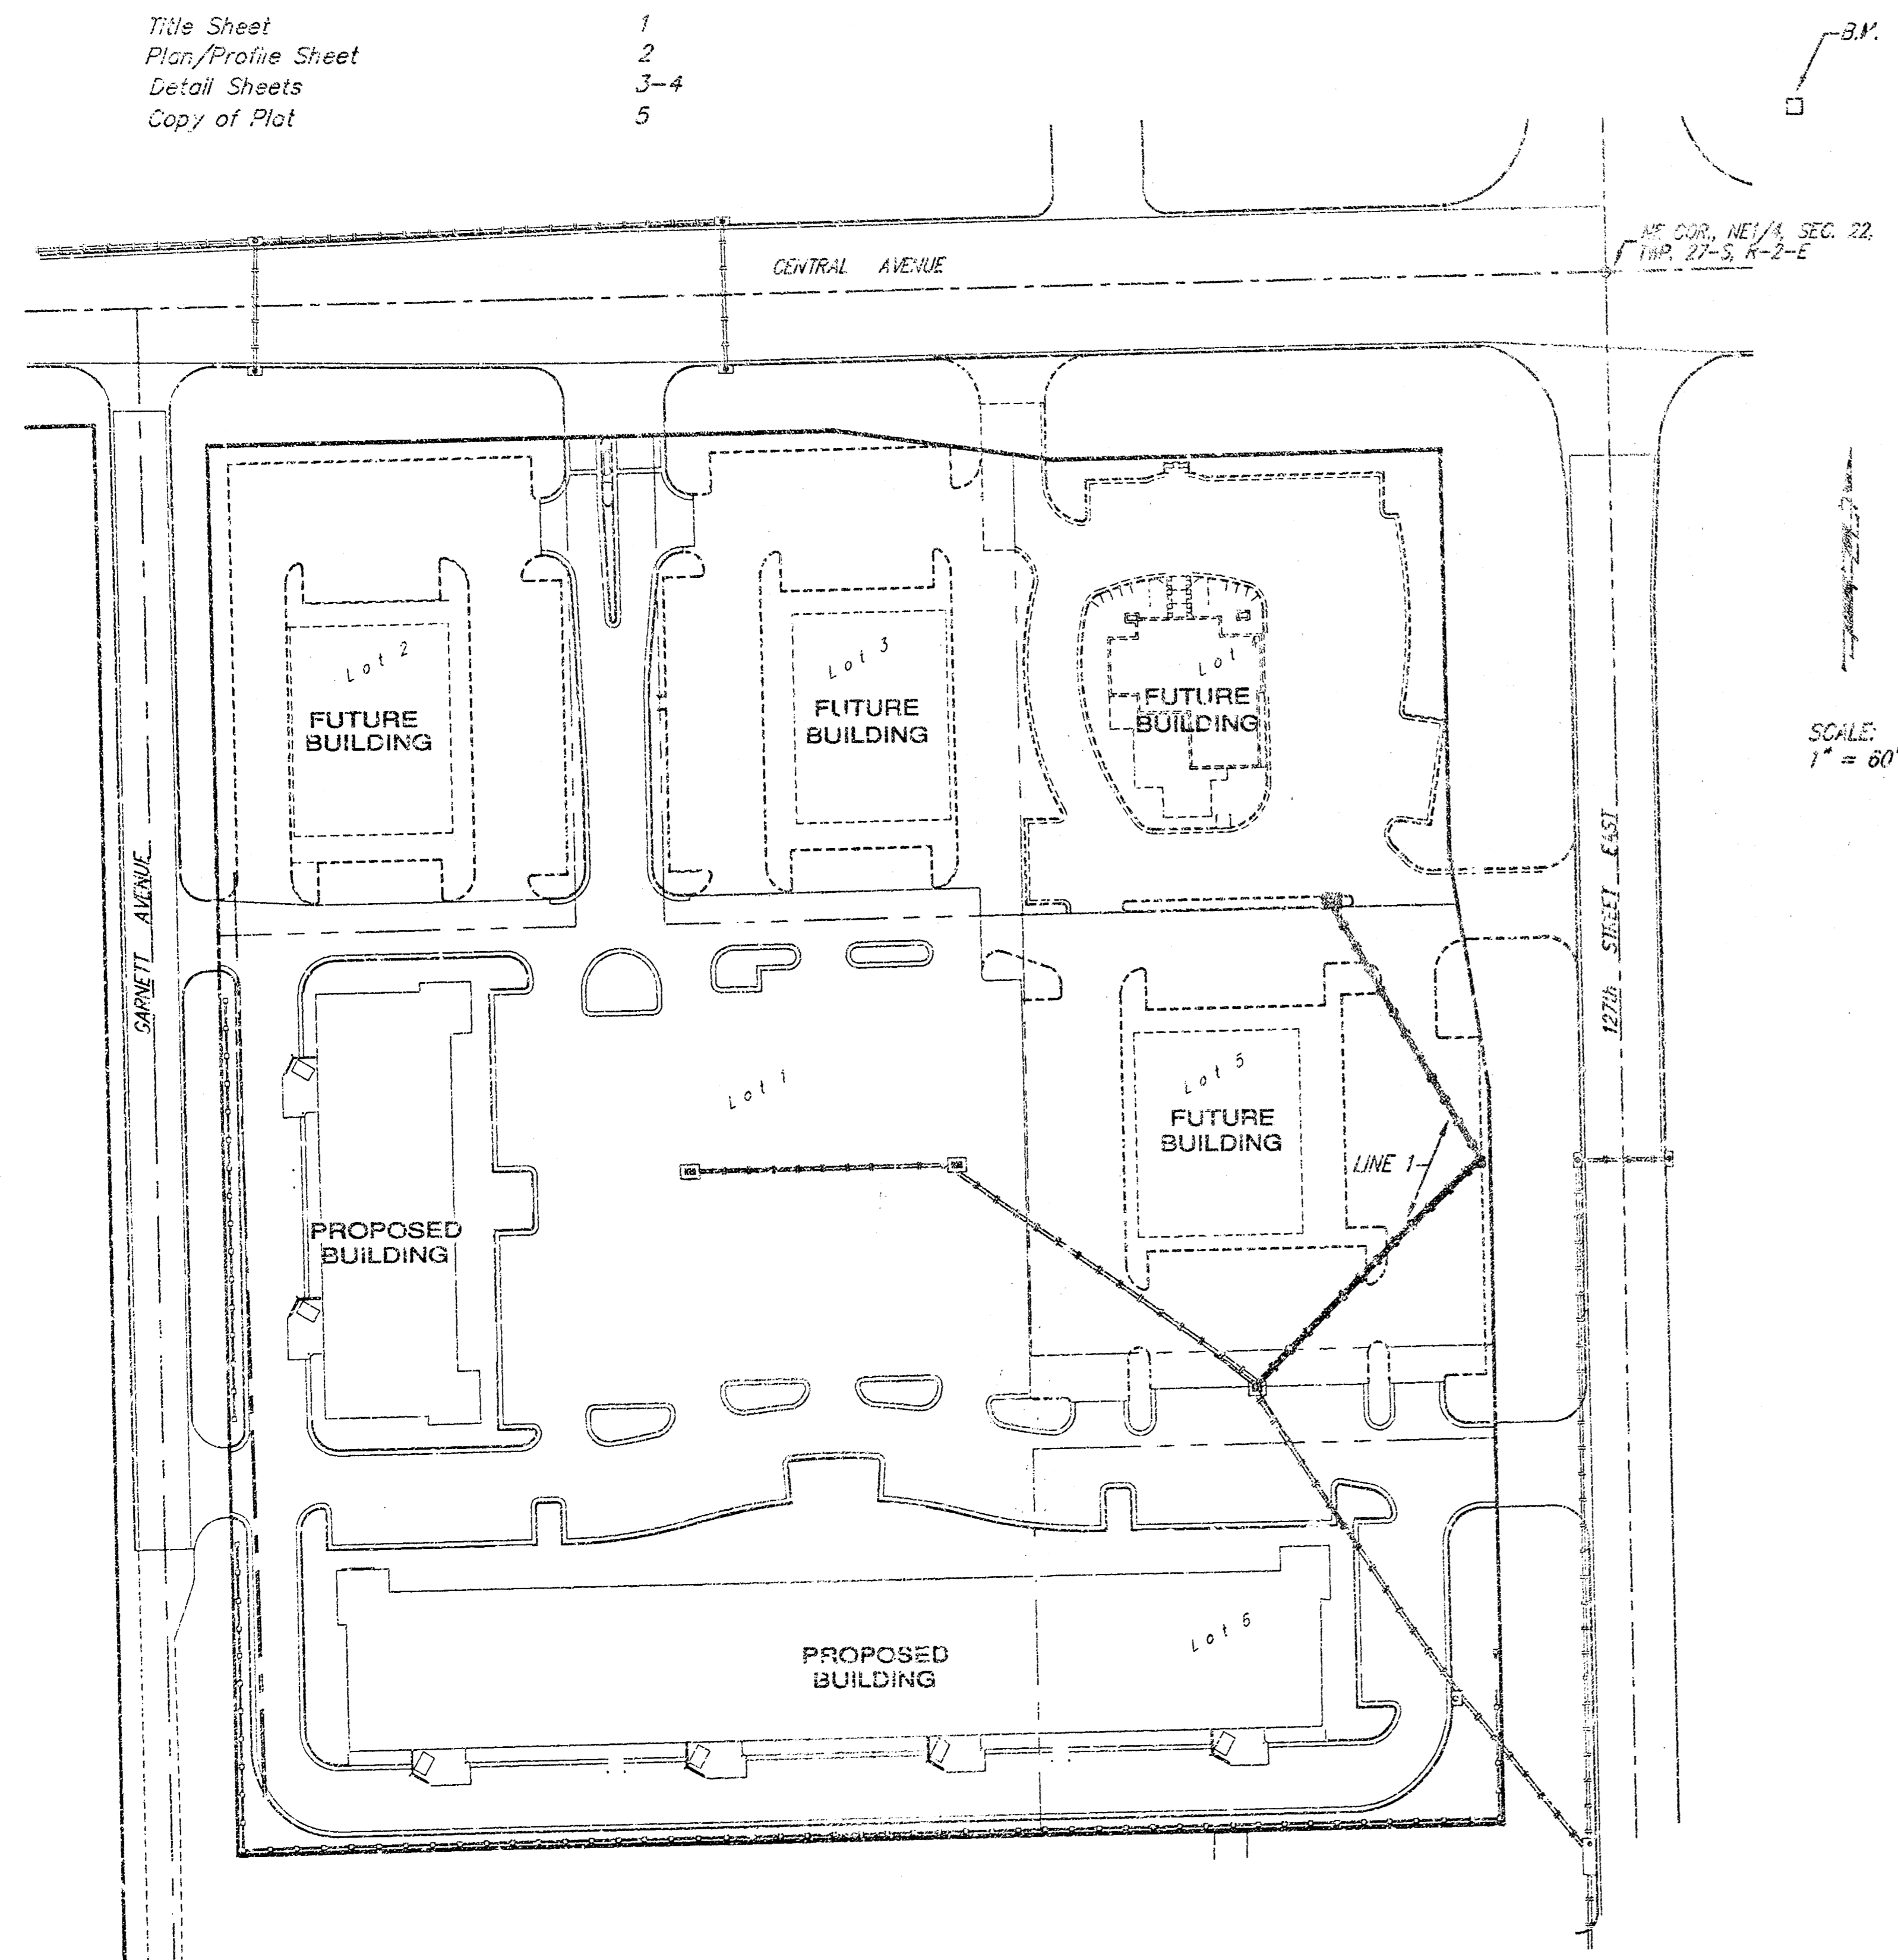 Title Sheet 1
Plan/Profile Sheet 2
Detail Sheets 3-4
Copy of Plat 5
B.M.
NE COR., NE1/4, SEC. 22,
TWP. 27-S, R-2-E
CENTRAL AVENUE
Lot 2
FUTURE
BUILDING
Lot 3
FUTURE
BUILDING
Lot
FUTURE
BUILDING
SCALE:
1" = 60'
GARNETT AVENUE
127th STREET EAST
Lot 1
Lot 5
FUTURE
BUILDING
LINE 1
PROPOSED
BUILDING
Lot 6
PROPOSED
BUILDING